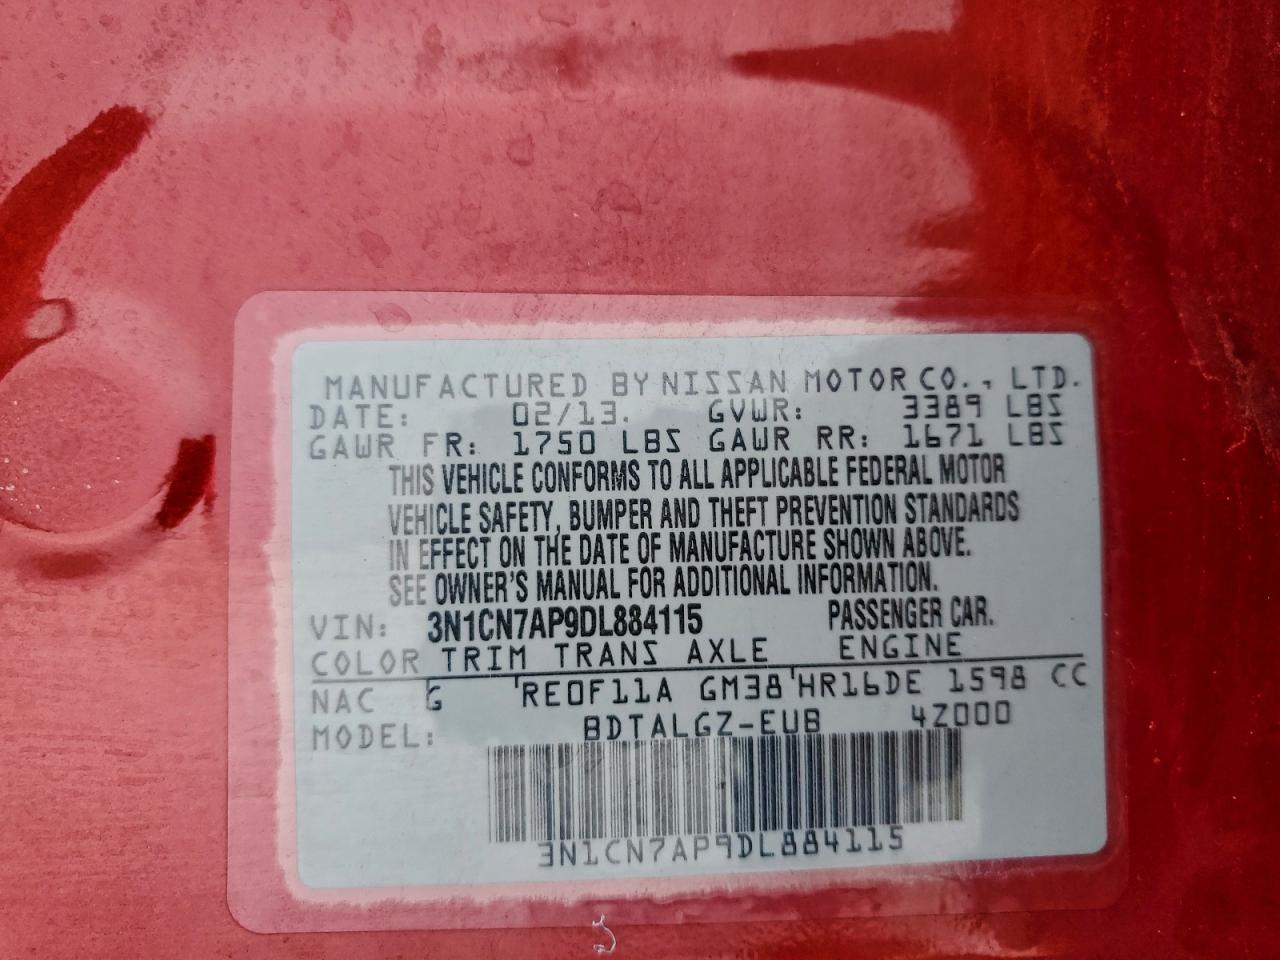 MANUFACTURED BY NISSAN MOTOR CO., LTD.
DATE: 02/13. GVWR: 3389 LBS
GAWR FR: 1750 LBS GAWR RR: 1671 LBS
THIS VEHICLE CONFORMS TO ALL APPLICABLE FEDERAL MOTOR
VEHICLE SAFETY, BUMPER AND THEFT PREVENTION STANDARDS
IN EFFECT ON THE DATE OF MANUFACTURE SHOWN ABOVE.
SEE OWNER'S MANUAL FOR ADDITIONAL INFORMATION.
VIN: 3N1CN7AP9DL884115 PASSENGER CAR.
COLOR TRIM TRANS AXLE ENGINE
NAC G RE0F11A GM38 HR16DE 1598 CC
MODEL: BDTALGZ-EUB 4Z000
3N1CN7AP9DL884115